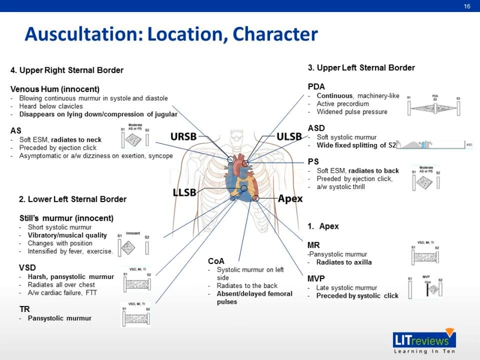 16
Auscultation: Location, Character
4. Upper Right Sternal Border
Venous Hum (innocent)
- Blowing continuous murmur in systole and diastole
- Heard below clavicles
- Disappears on lying down/compression of jugular
AS
- Soft ESM, radiates to neck
- Preceded by ejection click
- Asymptomatic or a/w dizziness on exertion, syncope
2. Lower Left Sternal Border
Still's murmur (innocent)
- Short systolic murmur
- Vibratory/musical quality
- Changes with position
- Intensified by fever, exercise.
VSD
- Harsh, pansystolic murmur
- Radiates all over chest
- A/w cardiac failure, FTT
TR
- Pansystolic murmur
URSB
ULSB
LLSB
Apex
CoA
- Systolic murmur on left
side
- Radiates to the back
- Absent/delayed femoral
pulses
3. Upper Left Sternal Border
PDA
- Continuous, machinery-like
- Active precordium
- Widened pulse pressure
ASD
- Soft systolic murmur
- Wide fixed splitting of S2
PS
- Soft ESM, radiates to back
- Preeded by ejection click,
- a/w systolic thrill
1. Apex
MR
-Pansystolic murmur
- Radiates to axilla
MVP
- Late systolic murmur
- Preceded by systolic click
LITreviews
Learning In Ten